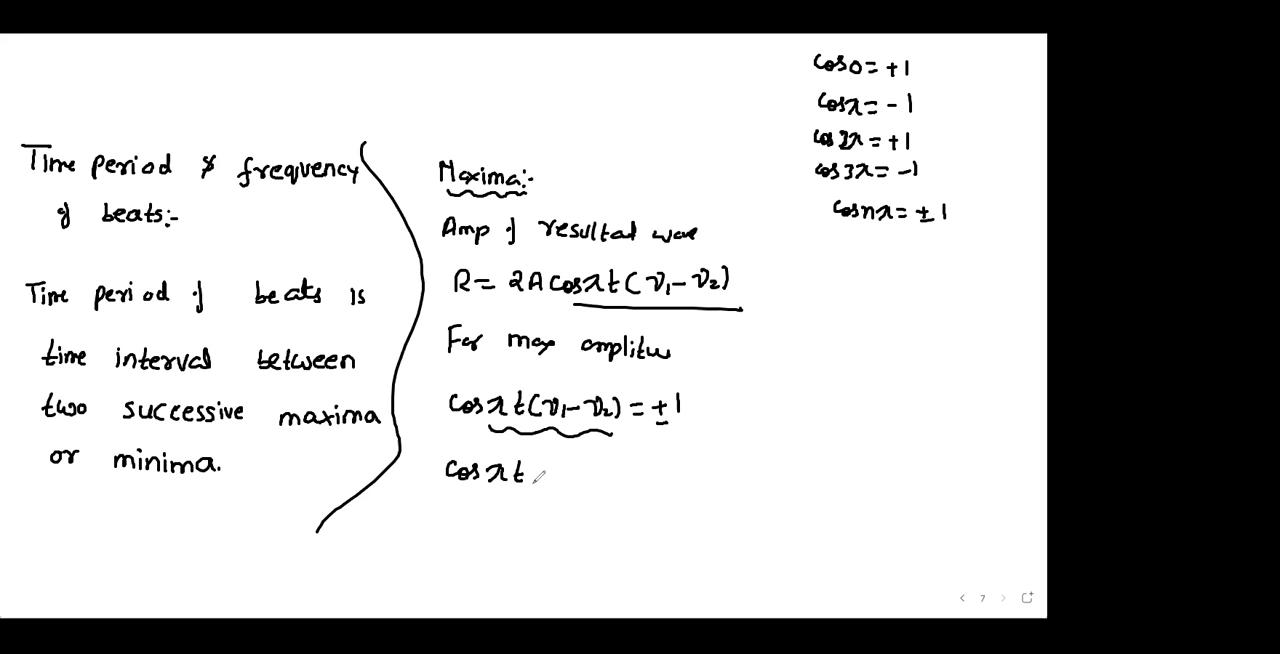 Time period & frequency
of beats:-
Time period of beats is
time interval between
two successive maxima
or minima.
Maxima:-
Amp of resultad wave
R = 2A cosπt(ν₁-ν₂)
For max amplitu
cosπt(ν₁-ν₂) = ±1
cosπt
cos0 = +1
cosπ = -1
cos2π = +1
cos3π = -1
cosnπ = ±1
7